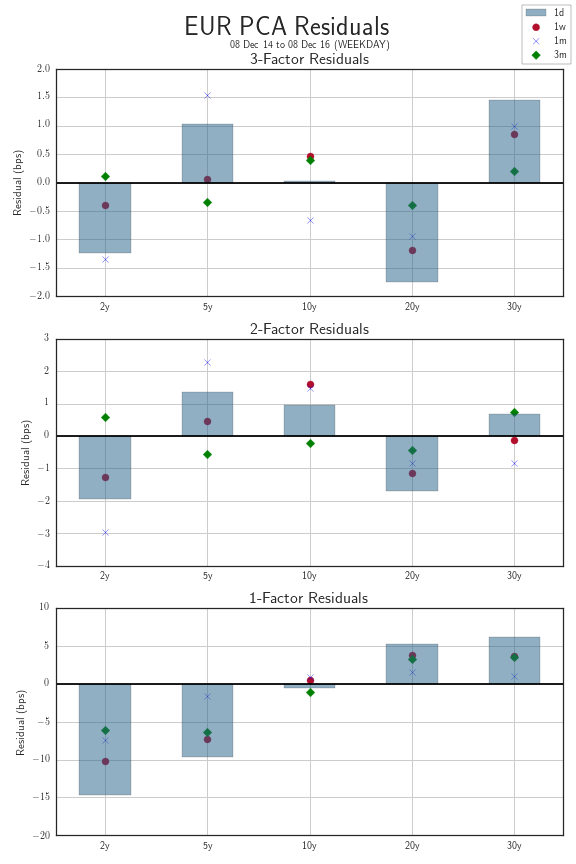 EUR PCA Residuals
08 Dec 14 to 08 Dec 16 (WEEKDAY)
1d
1w
1m
3m
3-Factor Residuals
Residual (bps)
2.0
1.5
1.0
0.5
0.0
−0.5
−1.0
−1.5
−2.0
2y 5y 10y 20y 30y
2-Factor Residuals
Residual (bps)
3
2
1
0
−1
−2
−3
−4
2y 5y 10y 20y 30y
1-Factor Residuals
Residual (bps)
10
5
0
−5
−10
−15
−20
2y 5y 10y 20y 30y